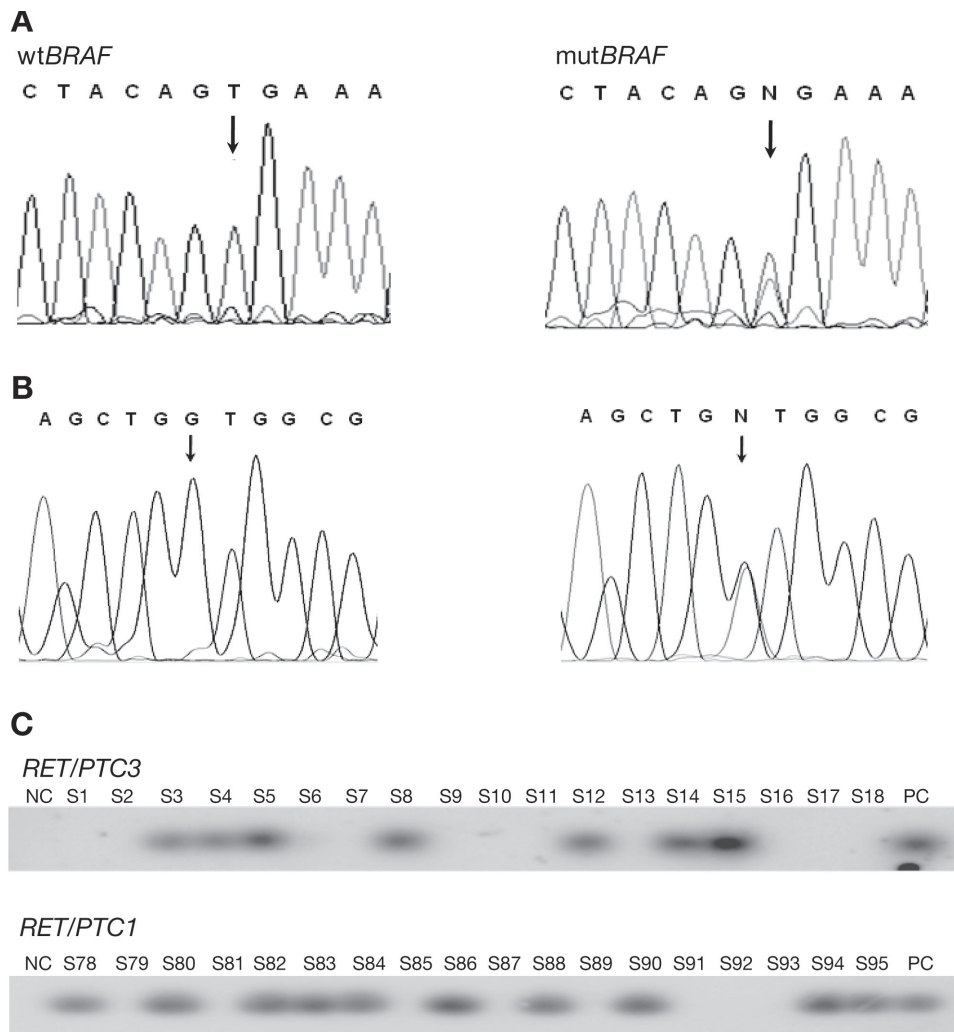 A
wtBRAF
C T A C A G T G A A A
mutBRAF
C T A C A G N G A A A
B
A G C T G G T G G C G
A G C T G N T G G C G
C
RET/PTC3
NC S1 S2 S3 S4 S5 S6 S7 S8 S9 S10 S11 S12 S13 S14 S15 S16 S17 S18 PC
RET/PTC1
NC S78 S79 S80 S81 S82 S83 S84 S85 S86 S87 S88 S89 S90 S91 S92 S93 S94 S95 PC